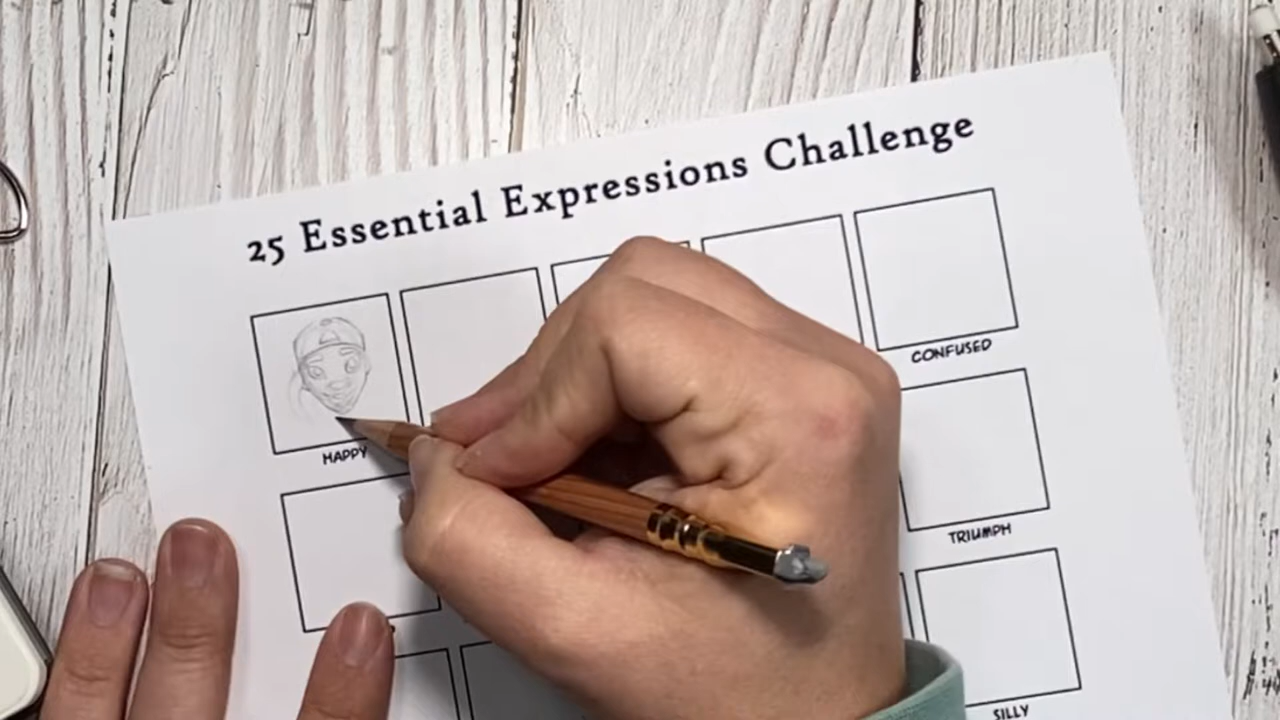 25 Essential Expressions Challenge
CONFUSED
HAPPY
TRIUMPH
SILLY